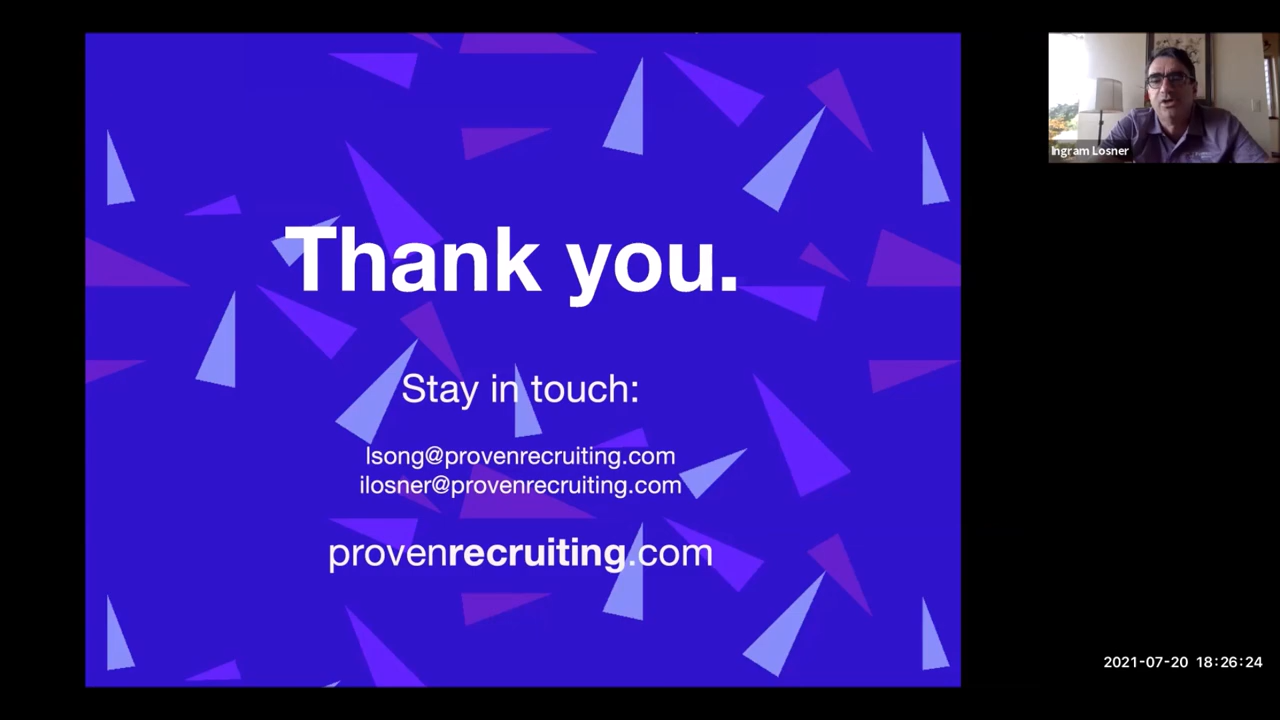 Thank you.
Stay in touch:
lsong@provenrecruiting.com
ilosner@provenrecruiting.com
provenrecruiting.com
Ingram Losner
2021-07-20 18:26:24